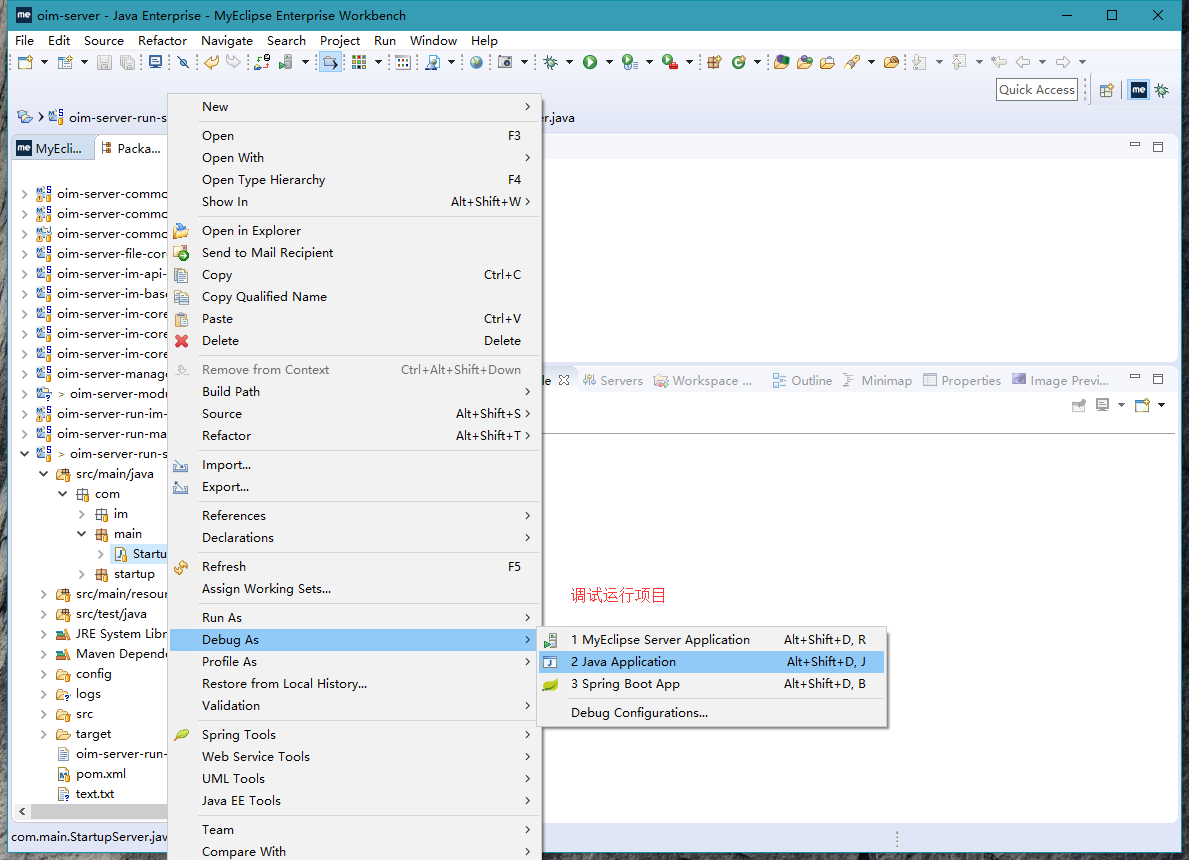 me oim-server - Java Enterprise - MyEclipse Enterprise Workbench
File Edit Source Refactor Navigate Search Project Run Window Help
Quick Access
me
oim-server-run-s
er.java
me MyEcli...
Packa...
oim-server-commo
oim-server-commo
oim-server-commo
oim-server-file-cor
oim-server-im-api-
oim-server-im-base
oim-server-im-core
oim-server-im-core
oim-server-im-core
oim-server-manage
> oim-server-modu
oim-server-run-im-
oim-server-run-ma
> oim-server-run-s
src/main/java
com
im
main
Startu
startup
src/main/resour
src/test/java
JRE System Libr
Maven Depende
config
logs
src
target
oim-server-run-
pom.xml
text.txt
com.main.StartupServer.jav
New
Open F3
Open With
Open Type Hierarchy F4
Show In Alt+Shift+W
Open in Explorer
Send to Mail Recipient
Copy Ctrl+C
Copy Qualified Name
Paste Ctrl+V
Delete Delete
Remove from Context Ctrl+Alt+Shift+Down
Build Path
Source Alt+Shift+S
Refactor Alt+Shift+T
Import...
Export...
References
Declarations
Refresh F5
Assign Working Sets...
Run As
Debug As
Profile As
Restore from Local History...
Validation
Spring Tools
Web Service Tools
UML Tools
Java EE Tools
Team
Compare With
le Servers Workspace ... Outline Minimap Properties Image Previ...
调试运行项目
1 MyEclipse Server Application Alt+Shift+D, R
2 Java Application Alt+Shift+D, J
3 Spring Boot App Alt+Shift+D, B
Debug Configurations...